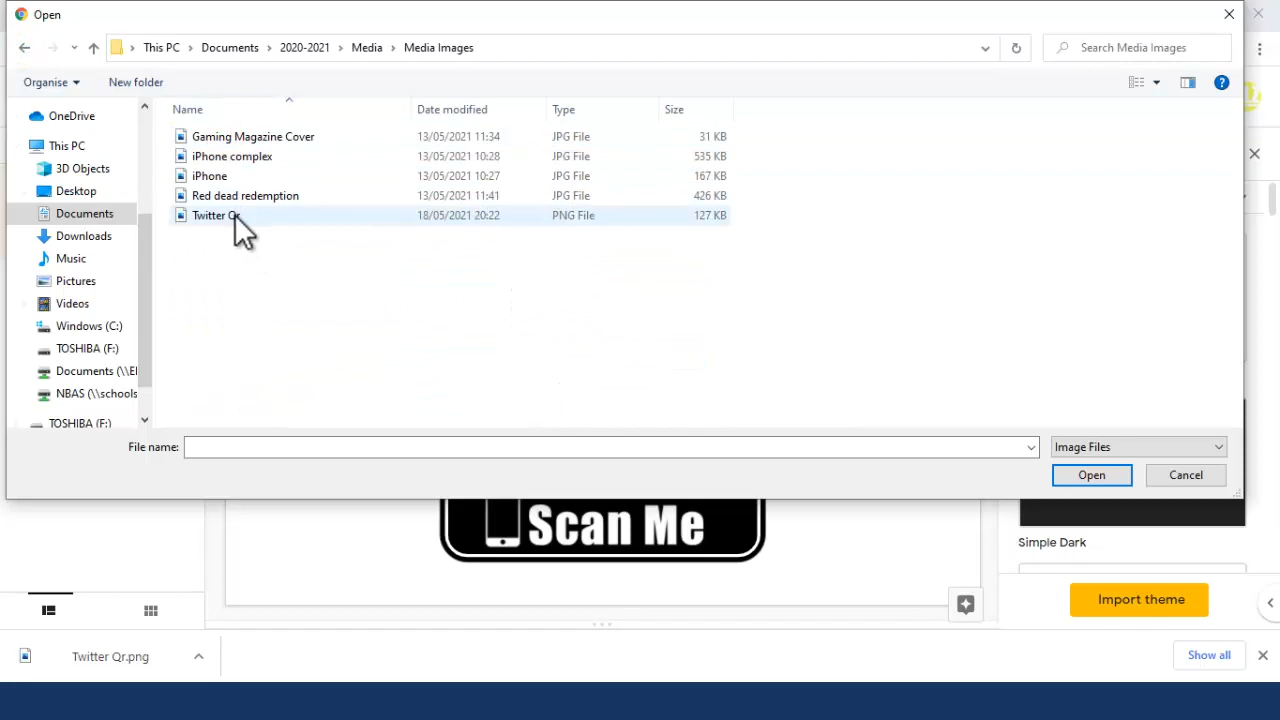 Open
This PC > Documents > 2020-2021 > Media > Media Images
Search Media Images
Organise
New folder
Name Date modified Type Size
OneDrive
This PC
3D Objects
Desktop
Documents
Downloads
Music
Pictures
Videos
Windows (C:)
TOSHIBA (F:)
Documents (\\El
NBAS (\\schools
TOSHIBA (F:)
Gaming Magazine Cover 13/05/2021 11:34 JPG File 31 KB
iPhone complex 13/05/2021 10:28 JPG File 535 KB
iPhone 13/05/2021 10:27 JPG File 167 KB
Red dead redemption 13/05/2021 11:41 JPG File 426 KB
Twitter Qr 18/05/2021 20:22 PNG File 127 KB
File name:
Image Files
Open
Cancel
Scan Me
Simple Dark
Import theme
Twitter Qr.png
Show all